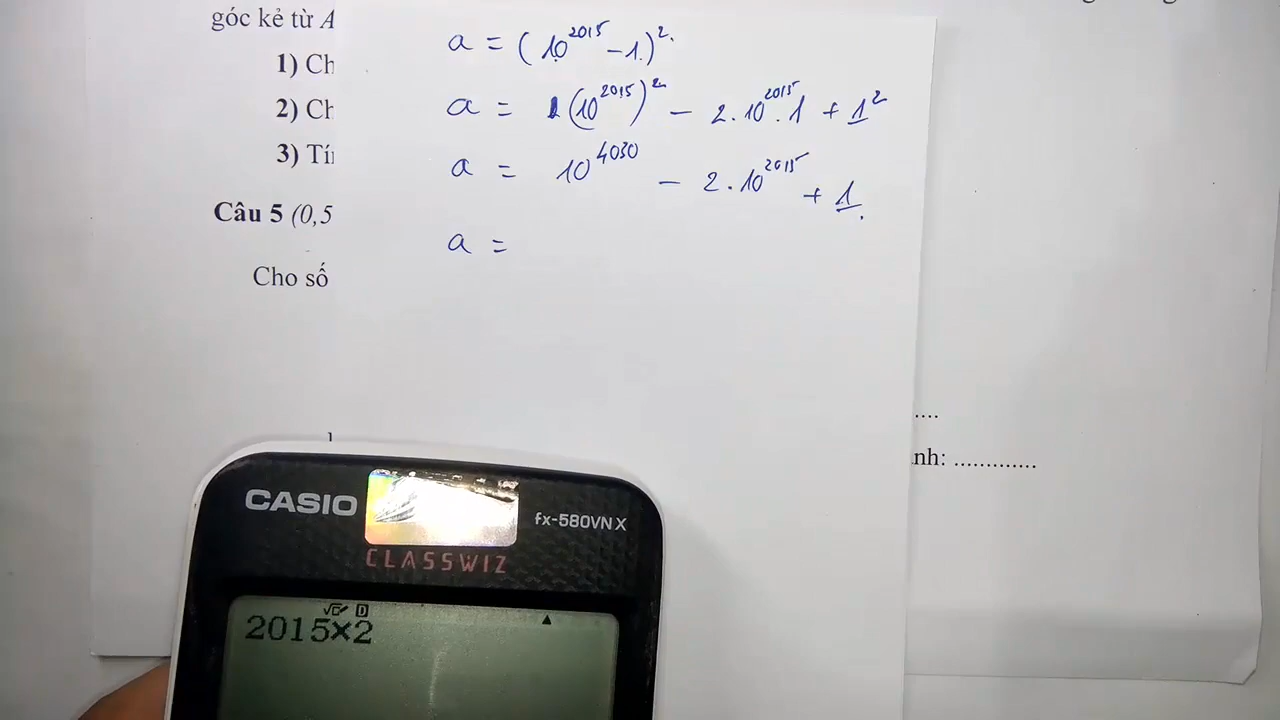 góc kẻ từ A
1) Ch
2) Ch
3) Tí
Câu 5 (0,5
Cho số
a = (10^2015 - 1)^2.
a = (10^2015)^2 - 2.10^2015.1 + 1^2
a = 10^4030 - 2.10^2015 + 1.
a =
....
nh: .............
CASIO
fx-580VN X
CLASSWIZ
√ D ▲
2015×2